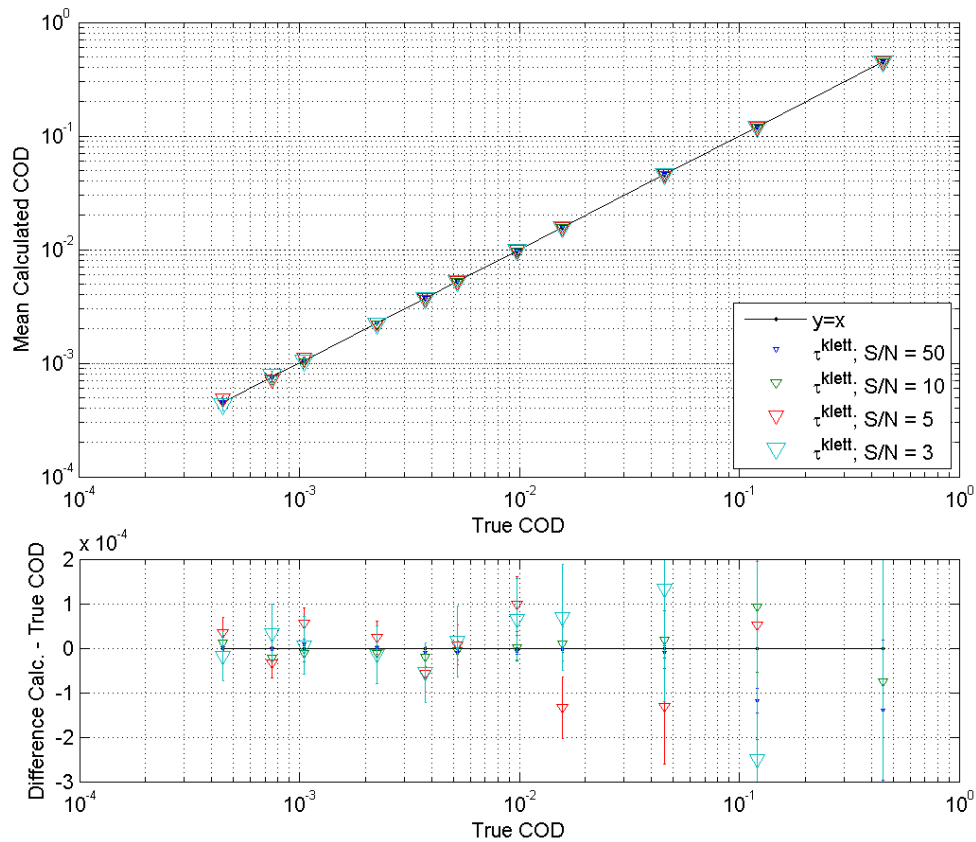 10^0
10^-1
10^-2
10^-3
10^-4
Mean Calculated COD
10^-4 10^-3 10^-2 10^-1 10^0
True COD
y=x
τ^klett; S/N = 50
τ^klett; S/N = 10
τ^klett; S/N = 5
τ^klett; S/N = 3
x 10^-4
2
1
0
-1
-2
-3
Difference Calc. - True COD
10^-4 10^-3 10^-2 10^-1 10^0
True COD